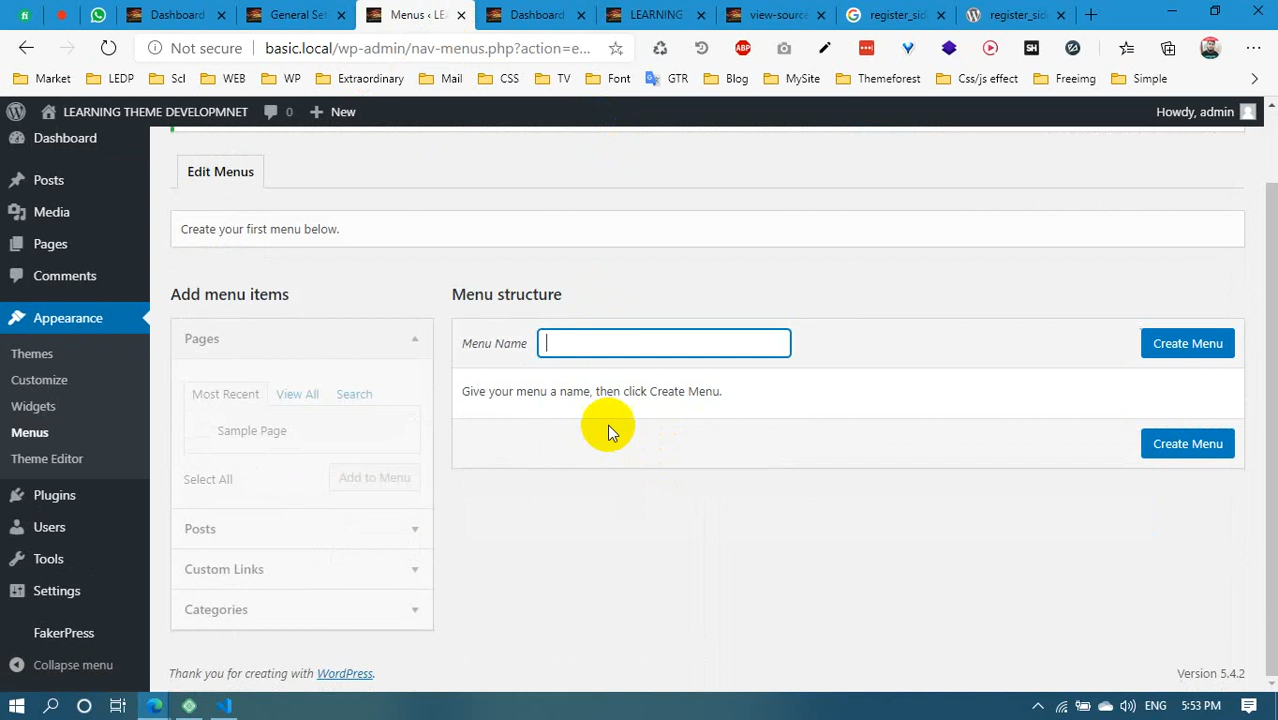 Dashboard
General Set
Menus ‹ LEA
Dashboard
LEARNING
view-source
register_sid
register_sid
Not secure
basic.local/wp-admin/nav-menus.php?action=e...
ABP
SH
Market
LEDP
Scl
WEB
WP
Extraordinary
Mail
CSS
TV
Font
GTR
Blog
MySite
Themeforest
Css/js effect
Freeimg
Simple
LEARNING THEME DEVELOPMNET
0
New
Howdy, admin
Dashboard
Posts
Media
Pages
Comments
Appearance
Themes
Customize
Widgets
Menus
Theme Editor
Plugins
Users
Tools
Settings
FakerPress
Collapse menu
Edit Menus
Create your first menu below.
Add menu items
Pages
Most Recent
View All
Search
Sample Page
Select All
Add to Menu
Posts
Custom Links
Categories
Menu structure
Menu Name
Create Menu
Give your menu a name, then click Create Menu.
Create Menu
Thank you for creating with WordPress.
Version 5.4.2
ENG
5:53 PM